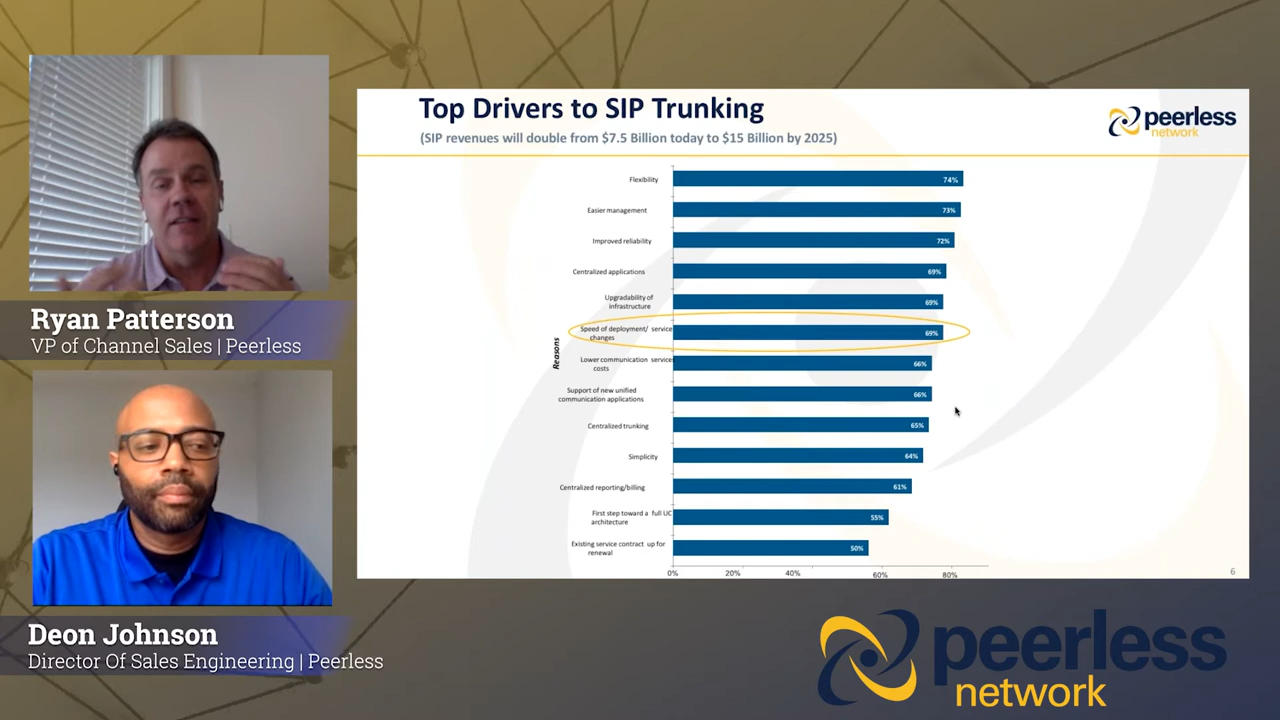 Ryan Patterson
VP of Channel Sales | Peerless
Deon Johnson
Director Of Sales Engineering | Peerless
Top Drivers to SIP Trunking
(SIP revenues will double from $7.5 Billion today to $15 Billion by 2025)
peerless
network
Reasons
Flexibility 74%
Easier management 73%
Improved reliability 72%
Centralized applications 69%
Upgradability of
infrastructure 69%
Speed of deployment/ service
changes 69%
Lower communication services
costs 66%
Support of new unified
communication applications 66%
Centralized trunking 65%
Simplicity 64%
Centralized reporting/billing 61%
First step toward a full UC
architecture 55%
Existing service contract up for
renewal 50%
0% 20% 40% 60% 80%
6
peerless
network